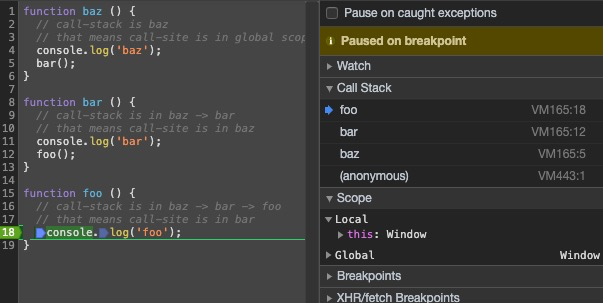 1 function baz () {
2 // call-stack is baz
3 // that means call-site is in global scop
4 console.log('baz');
5 bar();
6 }
7
8 function bar () {
9 // call-stack is in baz -> bar
10 // that means call-site is in baz
11 console.log('bar');
12 foo();
13 }
14
15 function foo () {
16 // call-stack is in baz -> bar -> foo
17 // that means call-site is in bar
18 console.log('foo');
19 }
Pause on caught exceptions
Paused on breakpoint
Watch
Call Stack
foo VM165:18
bar VM165:12
baz VM165:5
(anonymous) VM443:1
Scope
Local
this: Window
Global Window
Breakpoints
XHR/fetch Breakpoints